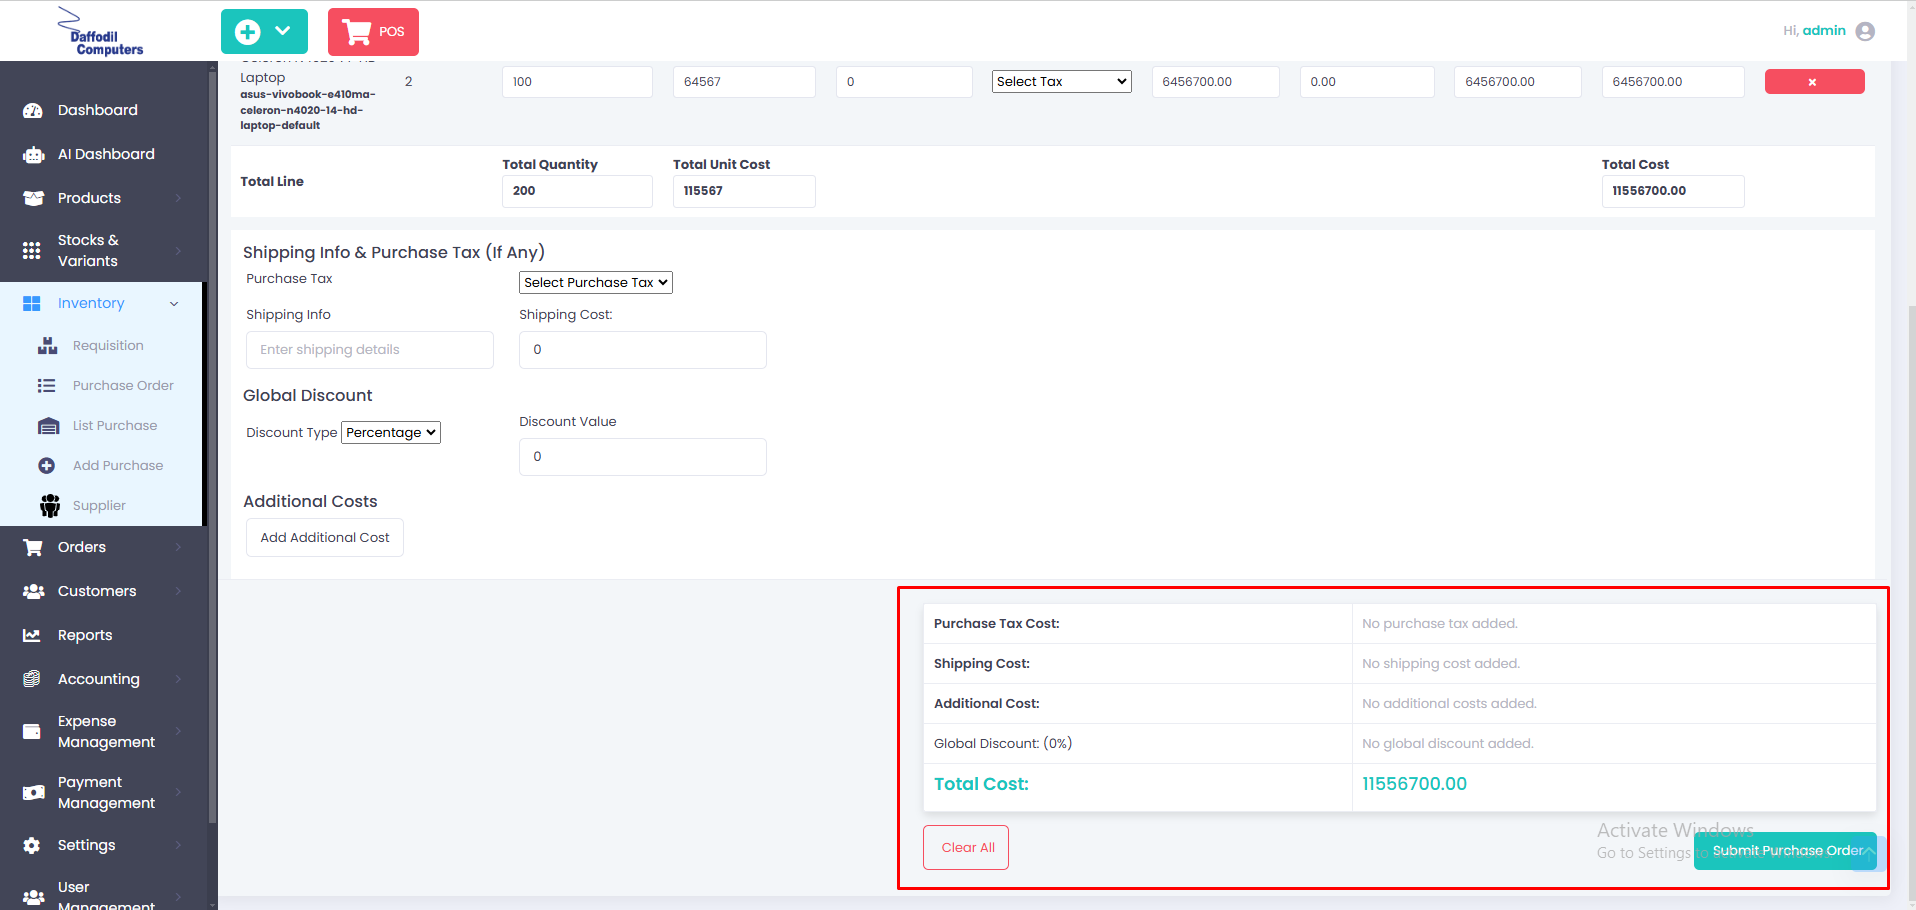 Daffodil
Computers
POS
Hi, admin
Dashboard
AI Dashboard
Products
Stocks &
Variants
Inventory
Requisition
Purchase Order
List Purchase
Add Purchase
Supplier
Orders
Customers
Reports
Accounting
Expense
Management
Payment
Management
Settings
User
Management
Laptop
asus-vivobook-e410ma-
celeron-n4020-14-hd-
laptop-default
2
100
64567
0
Select Tax
6456700.00
0.00
6456700.00
6456700.00
Total Line
Total Quantity
200
Total Unit Cost
115567
Total Cost
11556700.00
Shipping Info & Purchase Tax (If Any)
Purchase Tax
Select Purchase Tax
Shipping Info
Shipping Cost:
Enter shipping details
0
Global Discount
Discount Type Percentage
Discount Value
0
Additional Costs
Add Additional Cost
Purchase Tax Cost: No purchase tax added.
Shipping Cost: No shipping cost added.
Additional Cost: No additional costs added.
Global Discount: (0%) No global discount added.
Total Cost: 11556700.00
Clear All
Activate Windows
Go to Settings to
Submit Purchase Order